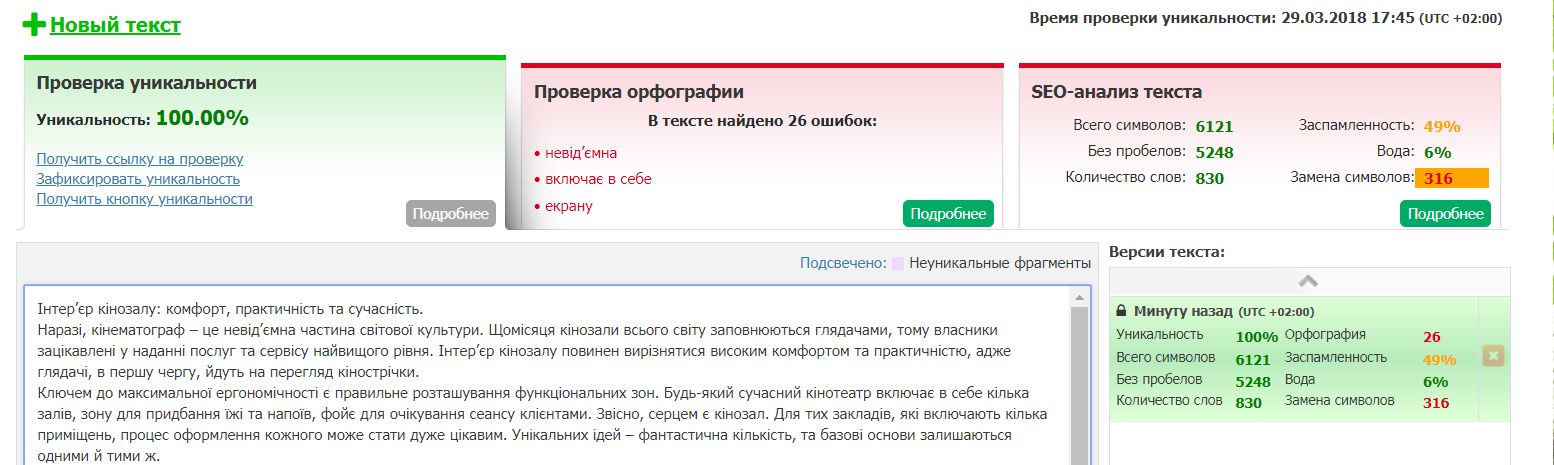 Новый текст
Время проверки уникальности: 29.03.2018 17:45 (UTC +02:00)
Проверка уникальности
Уникальность: 100.00%
Получить ссылку на проверку
Зафиксировать уникальность
Получить кнопку уникальности
Подробнее
Проверка орфографии
В тексте найдено 26 ошибок:
• невід’ємна
• включає в себе
• екрану
Подробнее
SEO-анализ текста
Всего символов: 6121 Заспамленность: 49%
Без пробелов: 5248 Вода: 6%
Количество слов: 830 Замена символов: 316
Подробнее
Подсвечено: Неуникальные фрагменты
Інтер’єр кінозалу: комфорт, практичність та сучасність.
Наразі, кінематограф – це невід’ємна частина світової культури. Щомісяця кінозали всього світу заповнюються глядачами, тому власники
зацікавлені у наданні послуг та сервісу найвищого рівня. Інтер’єр кінозалу повинен вирізнятися високим комфортом та практичністю, адже
глядачі, в першу чергу, йдуть на перегляд кінострічки.
Ключем до максимальної ергономічності є правильне розташування функціональних зон. Будь-який сучасний кінотеатр включає в себе кілька
залів, зону для придбання їжі та напоїв, фойє для очікування сеансу клієнтами. Звісно, серцем є кінозал. Для тих закладів, які включають кілька
приміщень, процес оформлення кожного може стати дуже цікавим. Унікальних ідей – фантастична кількість, та базові основи залишаються
одними й тими ж.
Версии текста:
Минуту назад (UTC +02:00)
Уникальность 100% Орфография 26
Всего символов 6121 Заспамленность 49%
Без пробелов 5248 Вода 6%
Количество слов 830 Замена символов 316